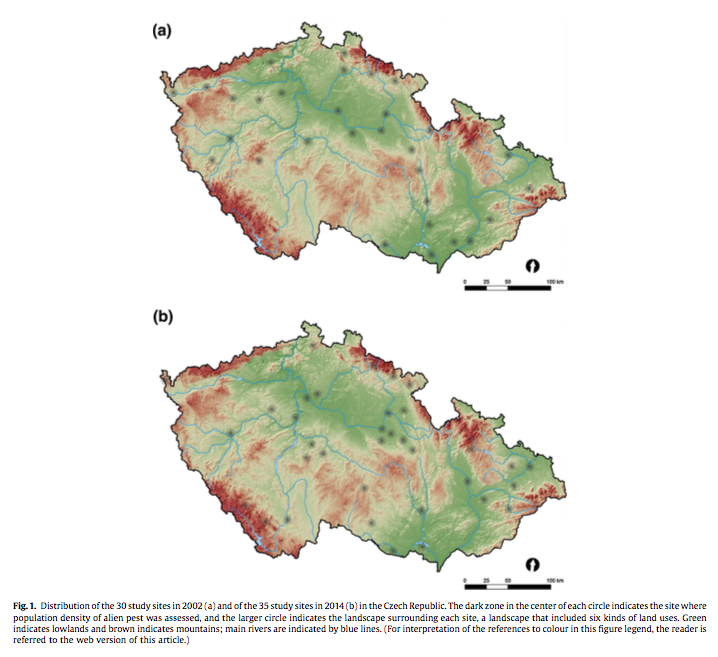 (a)
0 25 50 100 km
(b)
0 25 50 100 km
Fig. 1. Distribution of the 30 study sites in 2002 (a) and of the 35 study sites in 2014 (b) in the Czech Republic. The dark zone in the center of each circle indicates the site where
population density of alien pest was assessed, and the larger circle indicates the landscape surrounding each site, a landscape that included six kinds of land uses. Green
indicates lowlands and brown indicates mountains; main rivers are indicated by blue lines. (For interpretation of the references to colour in this figure legend, the reader is
referred to the web version of this article.)